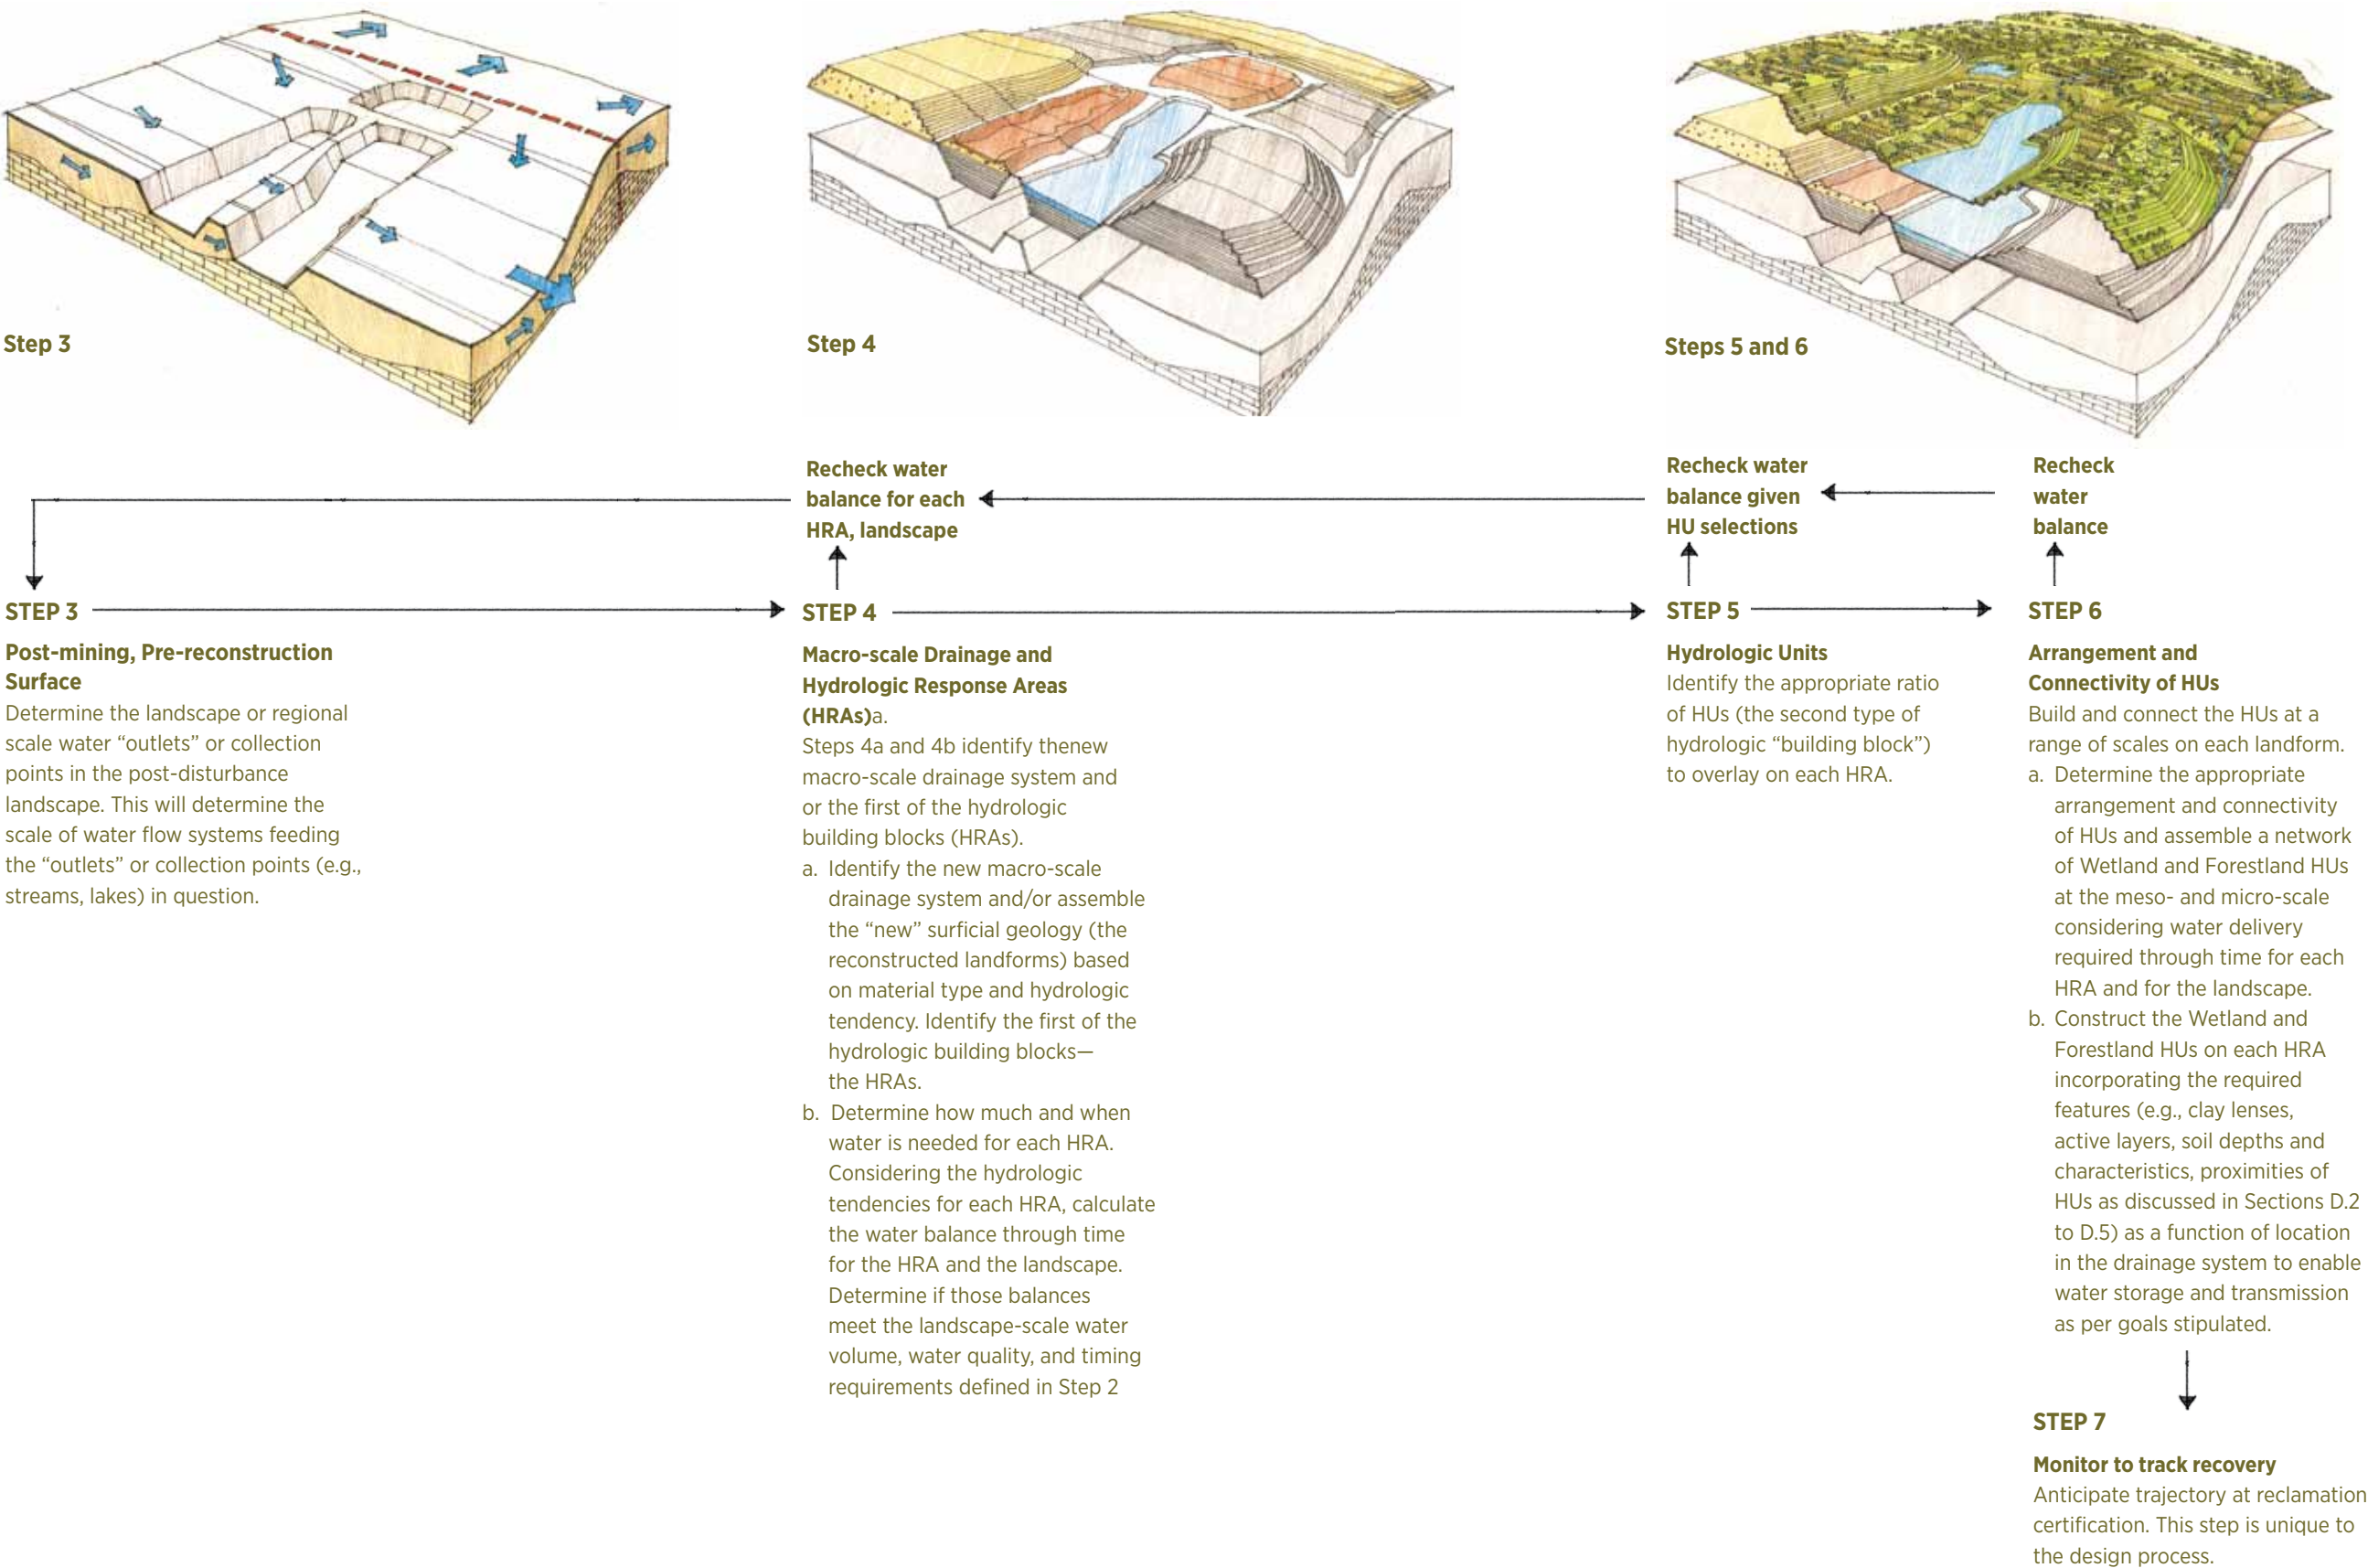 Step 3
Step 4
Steps 5 and 6
Recheck water
balance for each
HRA, landscape
Recheck water
balance given
HU selections
Recheck
water
balance
STEP 3
Post-mining, Pre-reconstruction
Surface
Determine the landscape or regional
scale water “outlets” or collection
points in the post-disturbance
landscape. This will determine the
scale of water flow systems feeding
the “outlets” or collection points (e.g.,
streams, lakes) in question.
STEP 4
Macro-scale Drainage and
Hydrologic Response Areas
(HRAs)a.
Steps 4a and 4b identify thenew
macro-scale drainage system and
or the first of the hydrologic
building blocks (HRAs).
a. Identify the new macro-scale
drainage system and/or assemble
the “new” surficial geology (the
reconstructed landforms) based
on material type and hydrologic
tendency. Identify the first of the
hydrologic building blocks—
the HRAs.
b. Determine how much and when
water is needed for each HRA.
Considering the hydrologic
tendencies for each HRA, calculate
the water balance through time
for the HRA and the landscape.
Determine if those balances
meet the landscape-scale water
volume, water quality, and timing
requirements defined in Step 2
STEP 5
Hydrologic Units
Identify the appropriate ratio
of HUs (the second type of
hydrologic “building block”)
to overlay on each HRA.
STEP 6
Arrangement and
Connectivity of HUs
Build and connect the HUs at a
range of scales on each landform.
a. Determine the appropriate
arrangement and connectivity
of HUs and assemble a network
of Wetland and Forestland HUs
at the meso- and micro-scale
considering water delivery
required through time for each
HRA and for the landscape.
b. Construct the Wetland and
Forestland HUs on each HRA
incorporating the required
features (e.g., clay lenses,
active layers, soil depths and
characteristics, proximities of
HUs as discussed in Sections D.2
to D.5) as a function of location
in the drainage system to enable
water storage and transmission
as per goals stipulated.
STEP 7
Monitor to track recovery
Anticipate trajectory at reclamation
certification. This step is unique to
the design process.